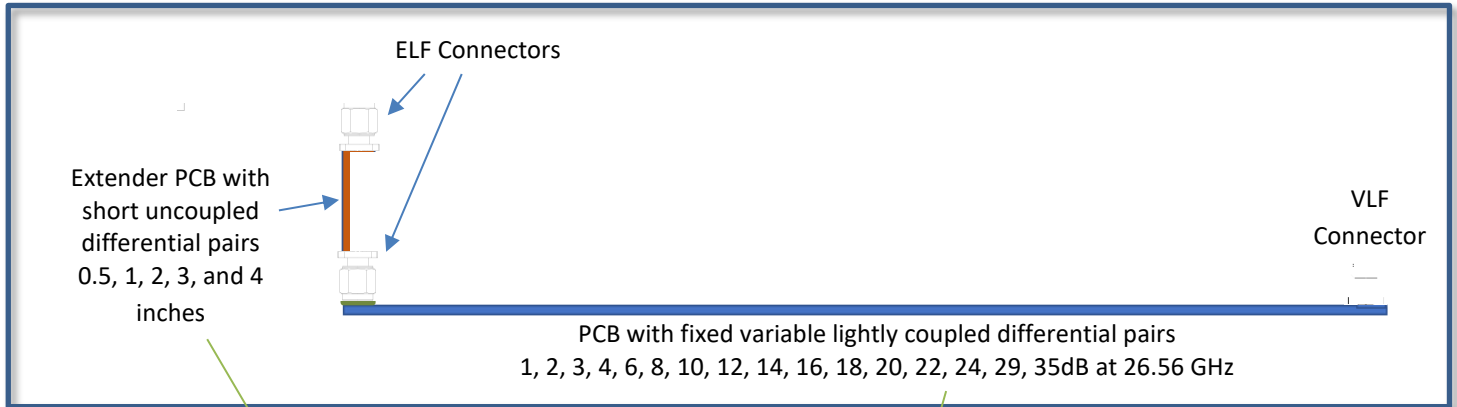 ELF Connectors
Extender PCB with
short uncoupled
differential pairs
0.5, 1, 2, 3, and 4
inches
VLF
Connector
PCB with fixed variable lightly coupled differential pairs
1, 2, 3, 4, 6, 8, 10, 12, 14, 16, 18, 20, 22, 24, 29, 35dB at 26.56 GHz